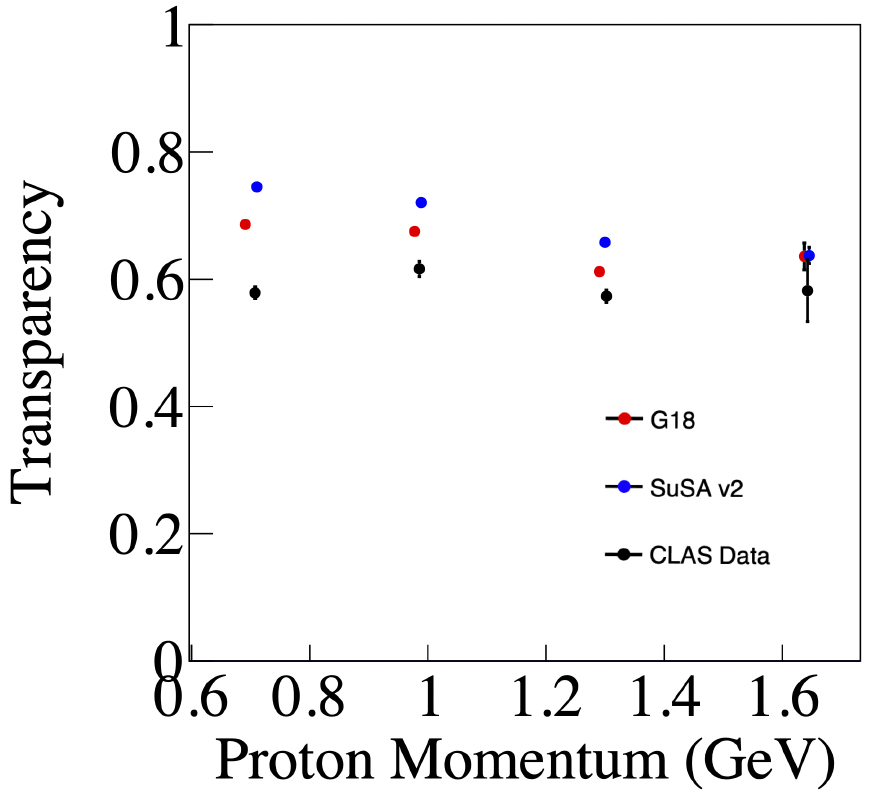 Transparency
1
0.8
0.6
0.4
0.2
0
G18
SuSA v2
CLAS Data
0.6 0.8 1 1.2 1.4 1.6
Proton Momentum (GeV)